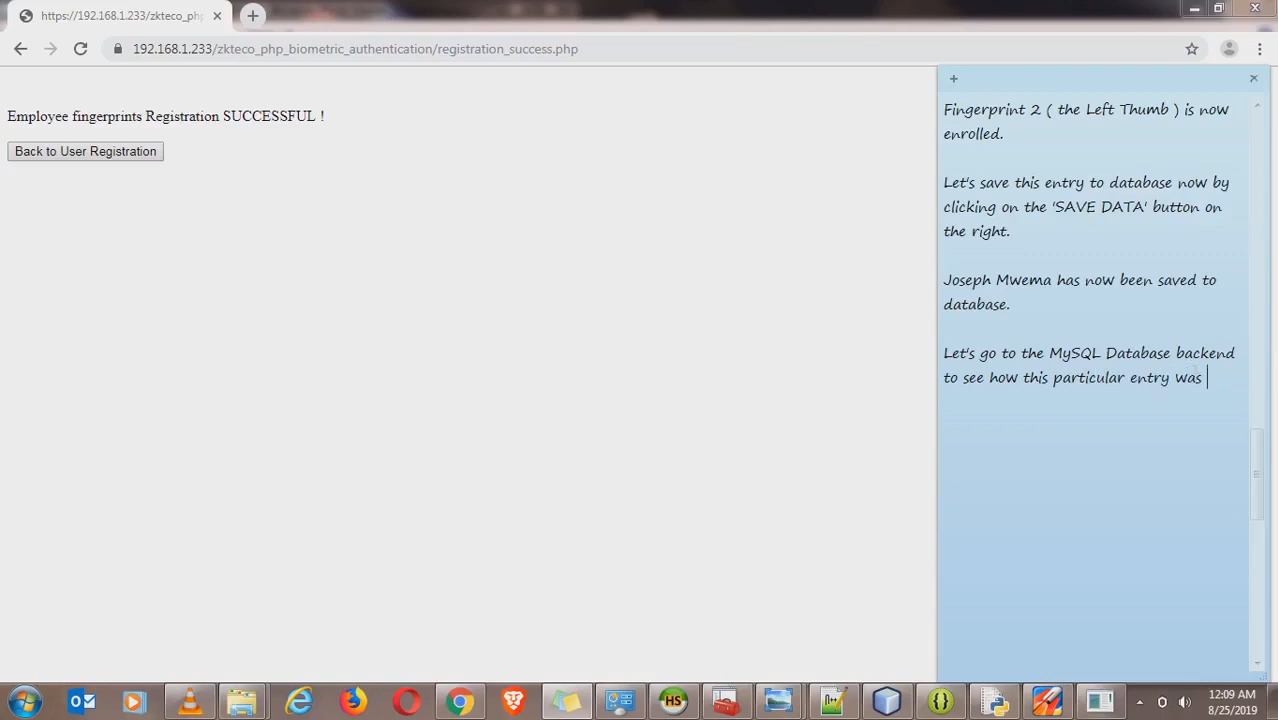 https://192.168.1.233/zkteco_php
192.168.1.233/zkteco_php_biometric_authentication/registration_success.php
Employee fingerprints Registration SUCCESSFUL !
Back to User Registration
Fingerprint 2 ( the Left Thumb ) is now
enrolled.
Let's save this entry to database now by
clicking on the 'SAVE DATA' button on
the right.
Joseph Mwema has now been saved to
database.
Let's go to the MySQL Database backend
to see how this particular entry was
HS
12:09 AM
8/25/2019